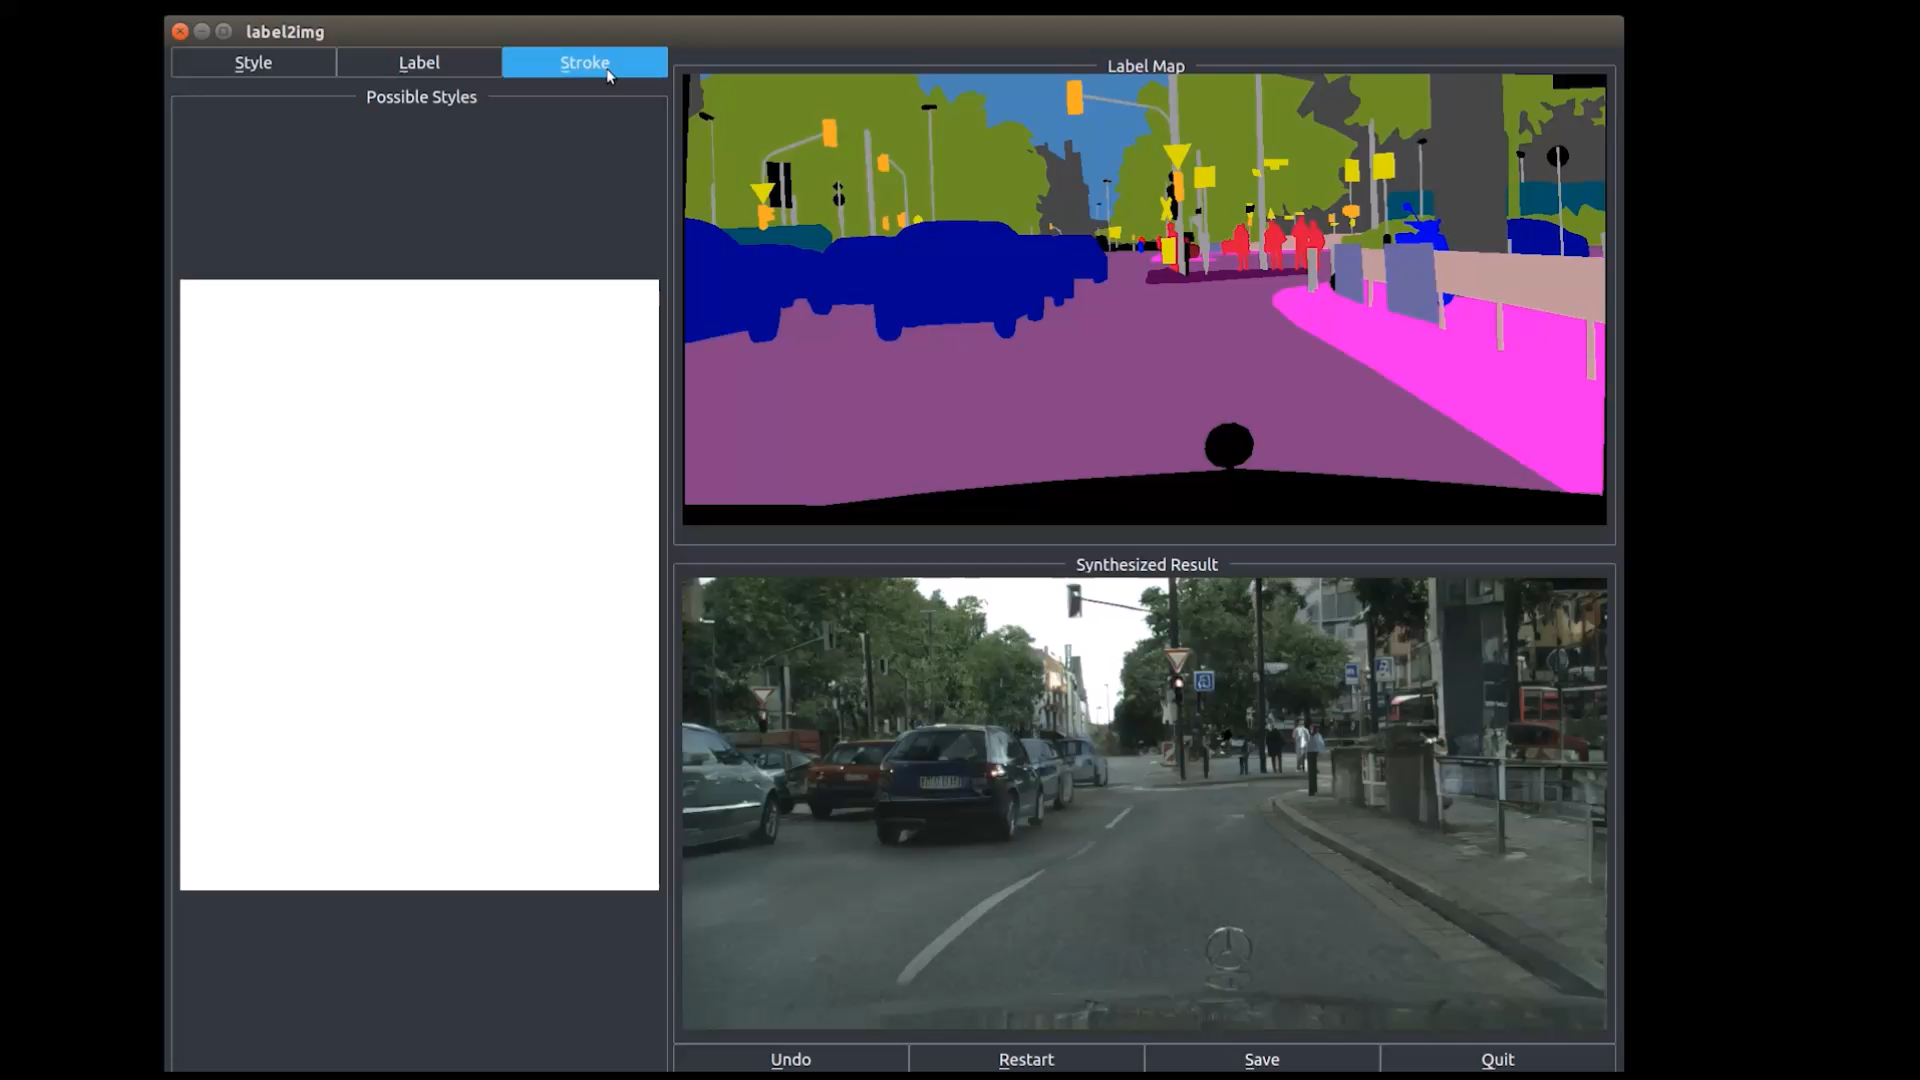 label2img
Style
Label
Stroke
Possible Styles
Label Map
Synthesized Result
Undo
Restart
Save
Quit